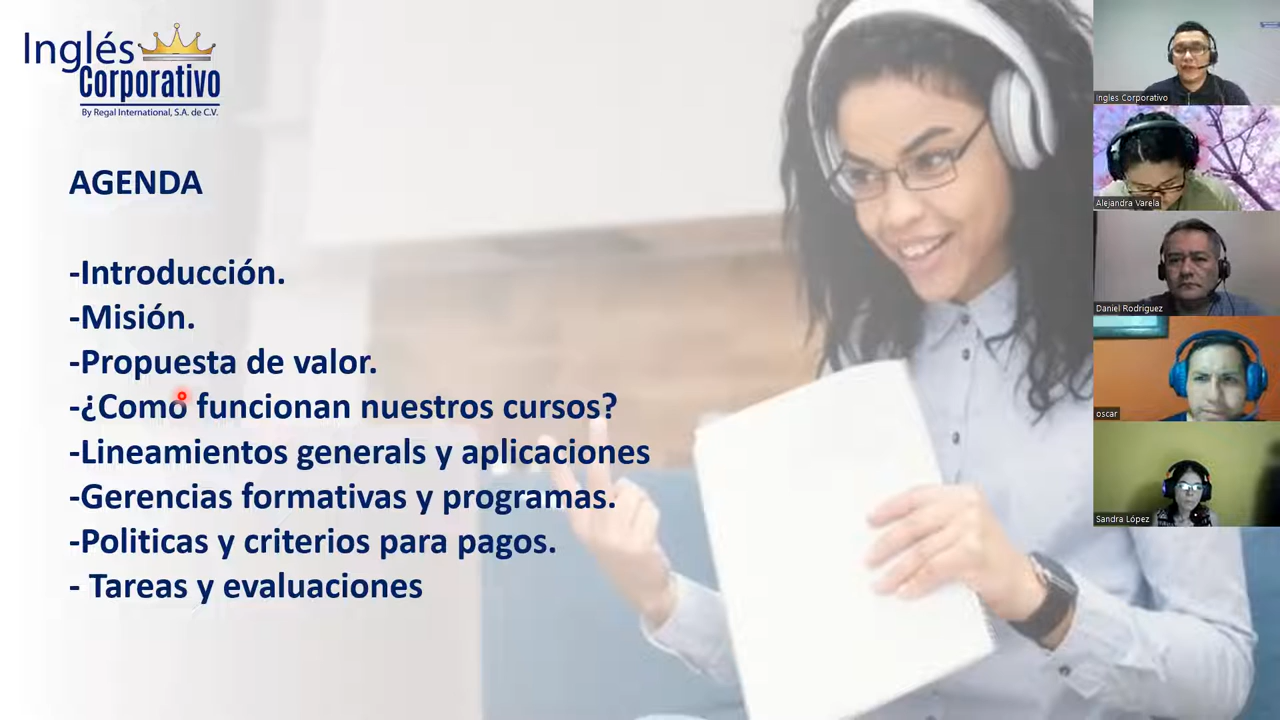 Inglés
Corporativo
By Regal International, S.A. de C.V.
AGENDA
-Introducción.
-Misión.
-Propuesta de valor.
-¿Como funcionan nuestros cursos?
-Lineamientos generals y aplicaciones
-Gerencias formativas y programas.
-Politicas y criterios para pagos.
- Tareas y evaluaciones
Ingles Corporativo
Alejandra Varela
Daniel Rodriguez
oscar
Sandra López